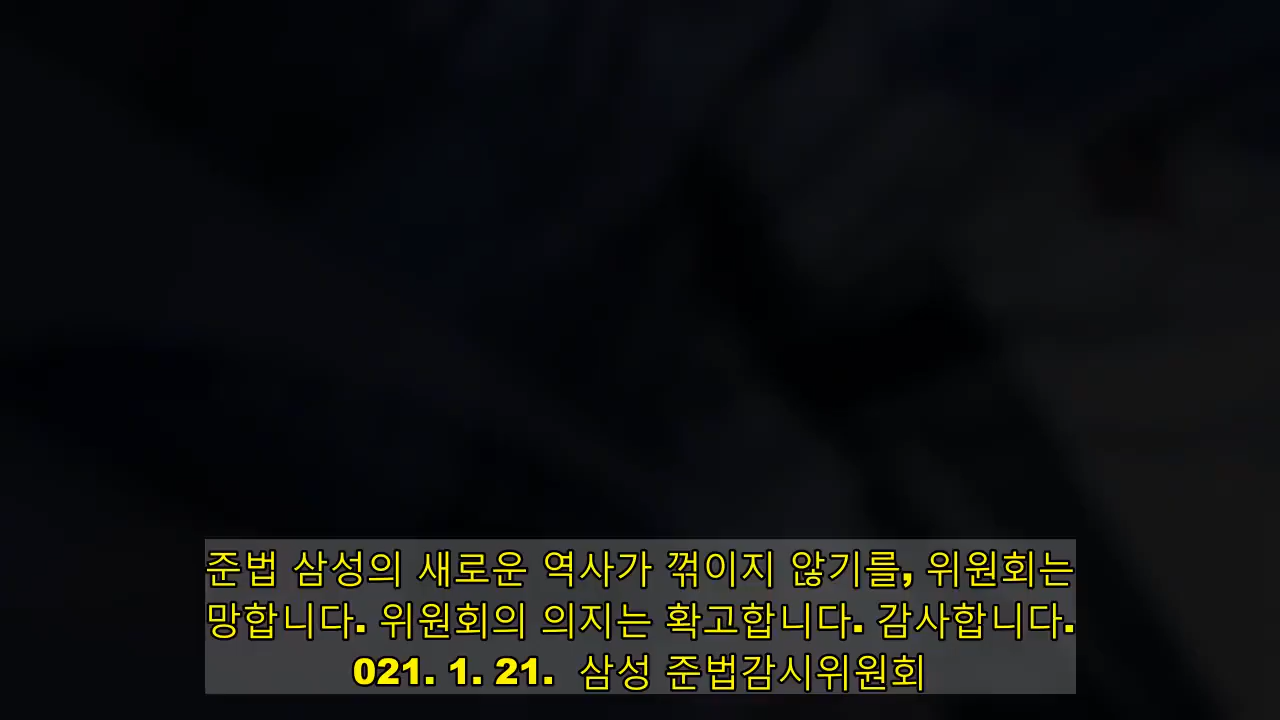 준법 삼성의 새로운 역사가 꺾이지 않기를, 위원회는
망합니다. 위원회의 의지는 확고합니다. 감사합니다.
021. 1. 21. 삼성 준법감시위원회